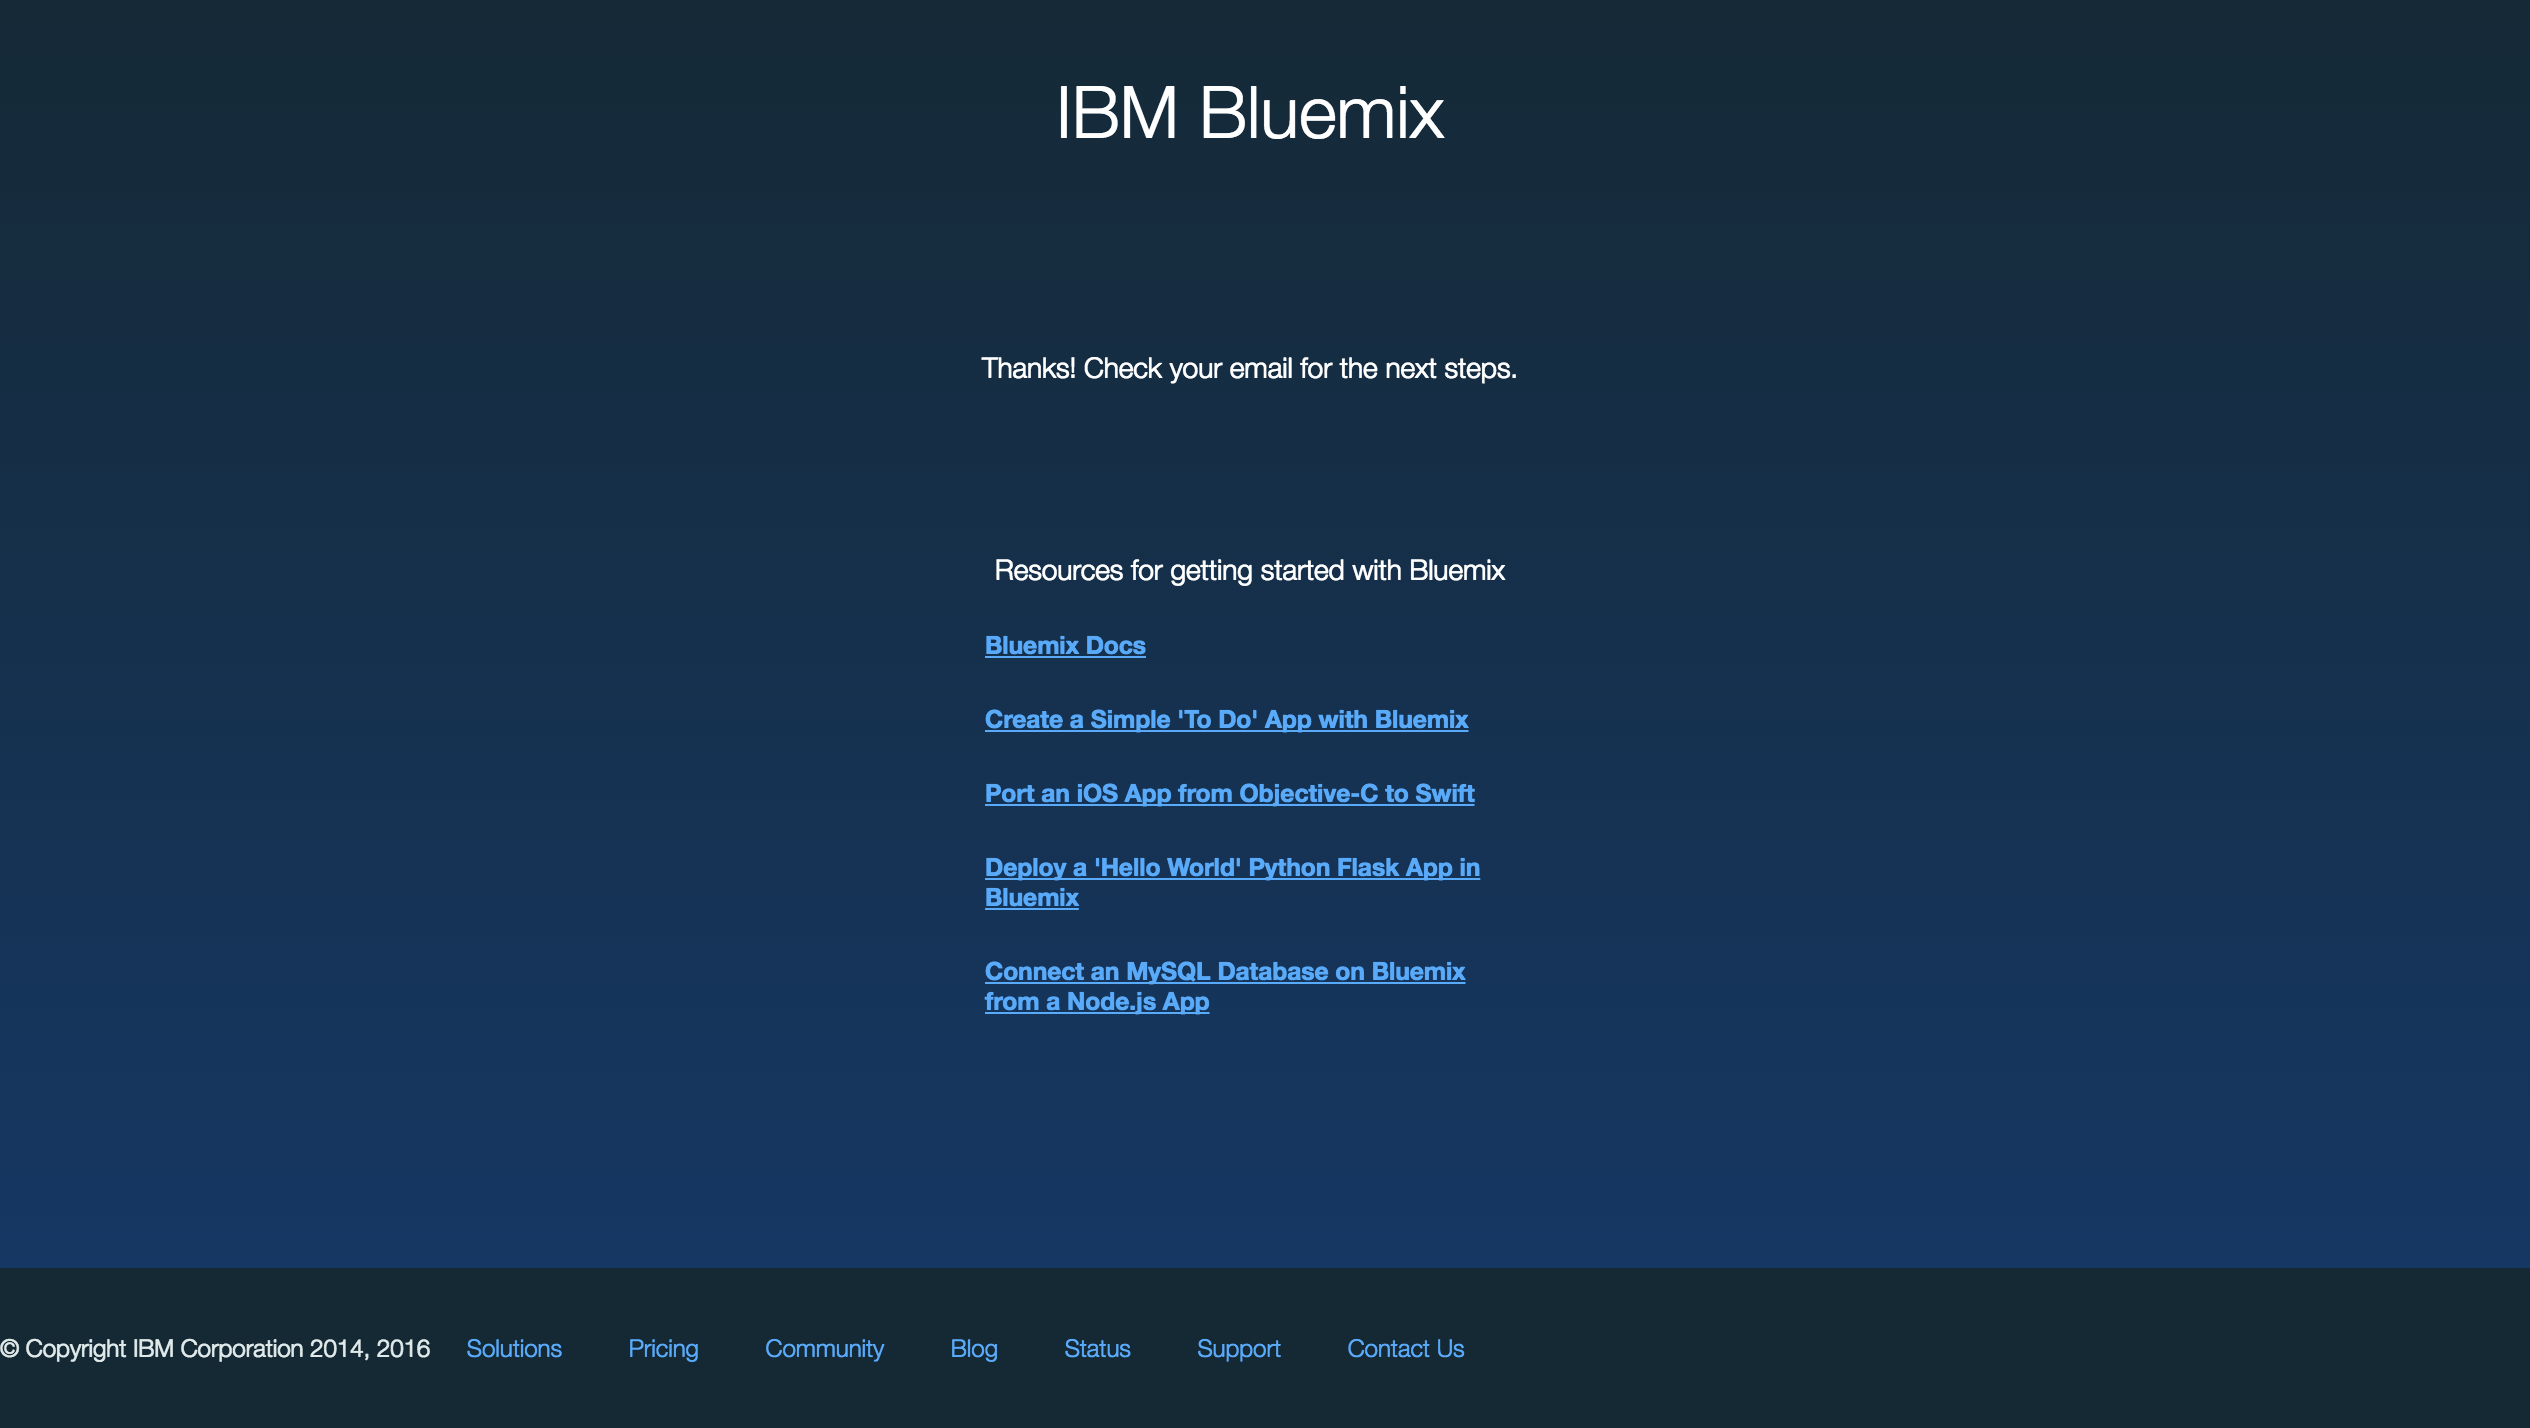 IBM Bluemix
Thanks! Check your email for the next steps.
Resources for getting started with Bluemix
Bluemix Docs
Create a Simple 'To Do' App with Bluemix
Port an iOS App from Objective-C to Swift
Deploy a 'Hello World' Python Flask App in
Bluemix
Connect an MySQL Database on Bluemix
from a Node.js App
© Copyright IBM Corporation 2014, 2016 Solutions Pricing Community Blog Status Support Contact Us